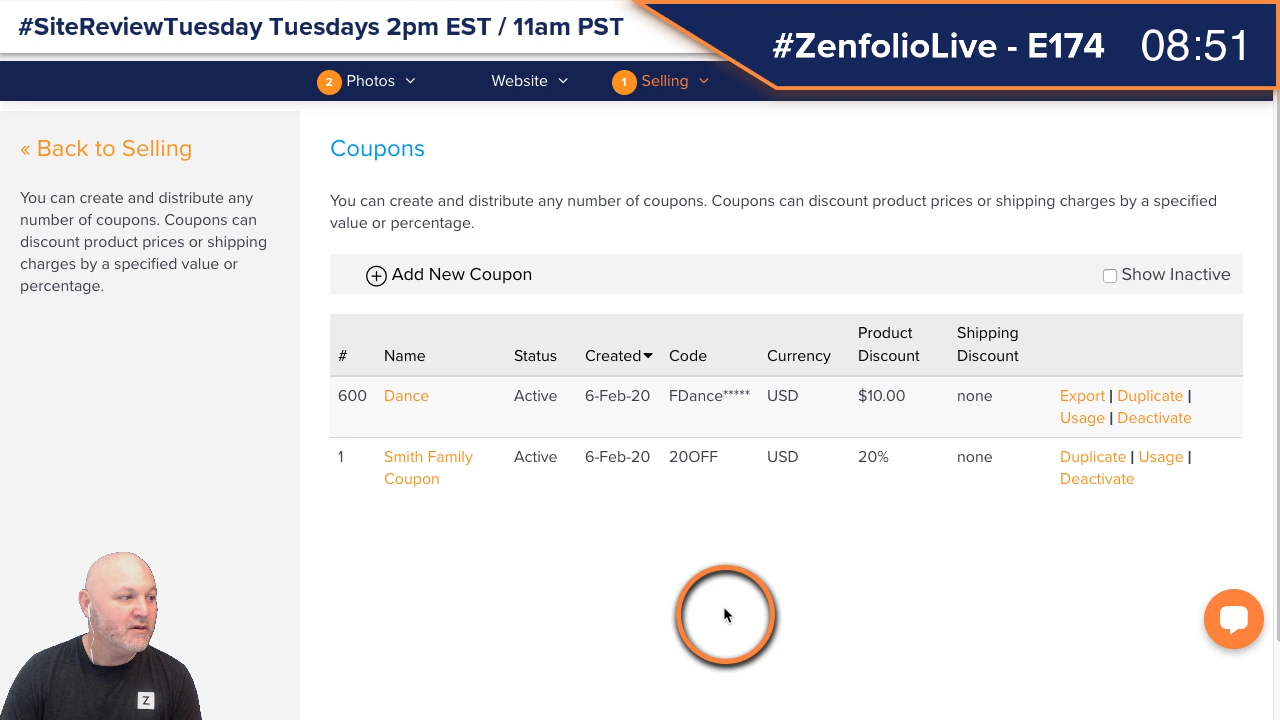 #SiteReviewTuesday Tuesdays 2pm EST / 11am PST
#ZenfolioLive - E174 08:51
2 Photos Website 1 Selling
« Back to Selling
You can create and distribute any
number of coupons. Coupons can
discount product prices or shipping
charges by a specified value or
percentage.
Coupons
You can create and distribute any number of coupons. Coupons can discount product prices or shipping charges by a specified
value or percentage.
Add New Coupon Show Inactive
# Name Status Created Code Currency Product Discount Shipping Discount
600 Dance Active 6-Feb-20 FDance***** USD $10.00 none Export | Duplicate |
Usage | Deactivate
1 Smith Family Active 6-Feb-20 20OFF USD 20% none Duplicate | Usage |
Coupon Deactivate
Z